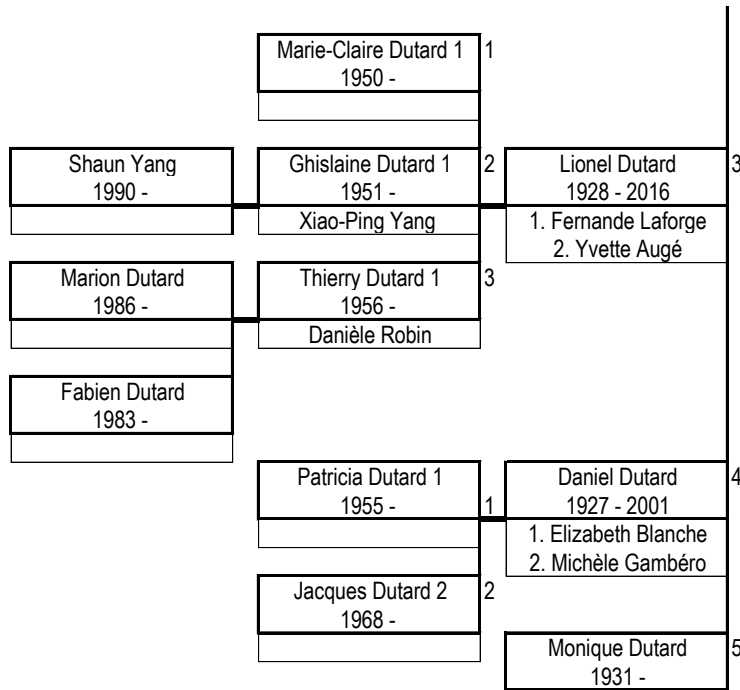 Marie-Claire Dutard 1 1
1950 -
Shaun Yang
1990 -
Ghislaine Dutard 1 2
1951 -
Xiao-Ping Yang
Lionel Dutard 3
1928 - 2016
1. Fernande Laforge
2. Yvette Augé
Marion Dutard
1986 -
Thierry Dutard 1 3
1956 -
Danièle Robin
Fabien Dutard
1983 -
Patricia Dutard 1
1955 - 1
Daniel Dutard 4
1927 - 2001
1. Elizabeth Blanche
2. Michèle Gambéro
Jacques Dutard 2 2
1968 -
Monique Dutard 5
1931 -